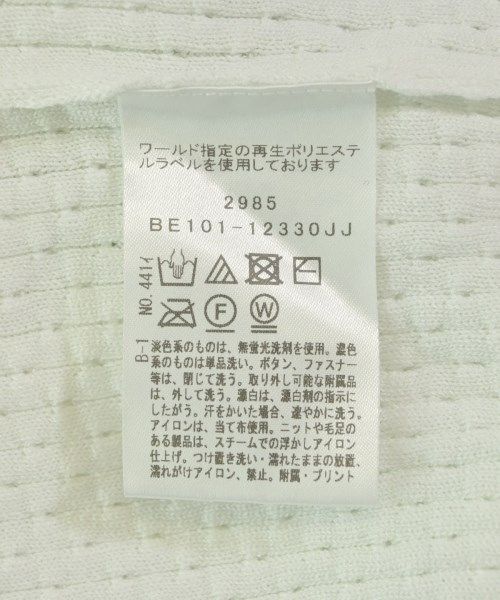 ワールド指定の再生ポリエステ
ルラベルを使用しております
2985
BE101-12330JJ
NO.441イ
F
W
B-1
淡色系のものは、無蛍光洗剤を使用。濃色
系のものは単品洗い。ボタン、ファスナー
等は、閉じて洗う。取り外し可能な附属品
は、外して洗う。漂白は、漂白剤の指示に
したがう。汗をかいた場合、速やかに洗う。
アイロンは、当て布使用。ニットや毛足の
ある製品は、スチームでの浮かしアイロン
仕上げ。つけ置き洗い・濡れたままの放置、
濡れがけアイロン、禁止。附属・プリント